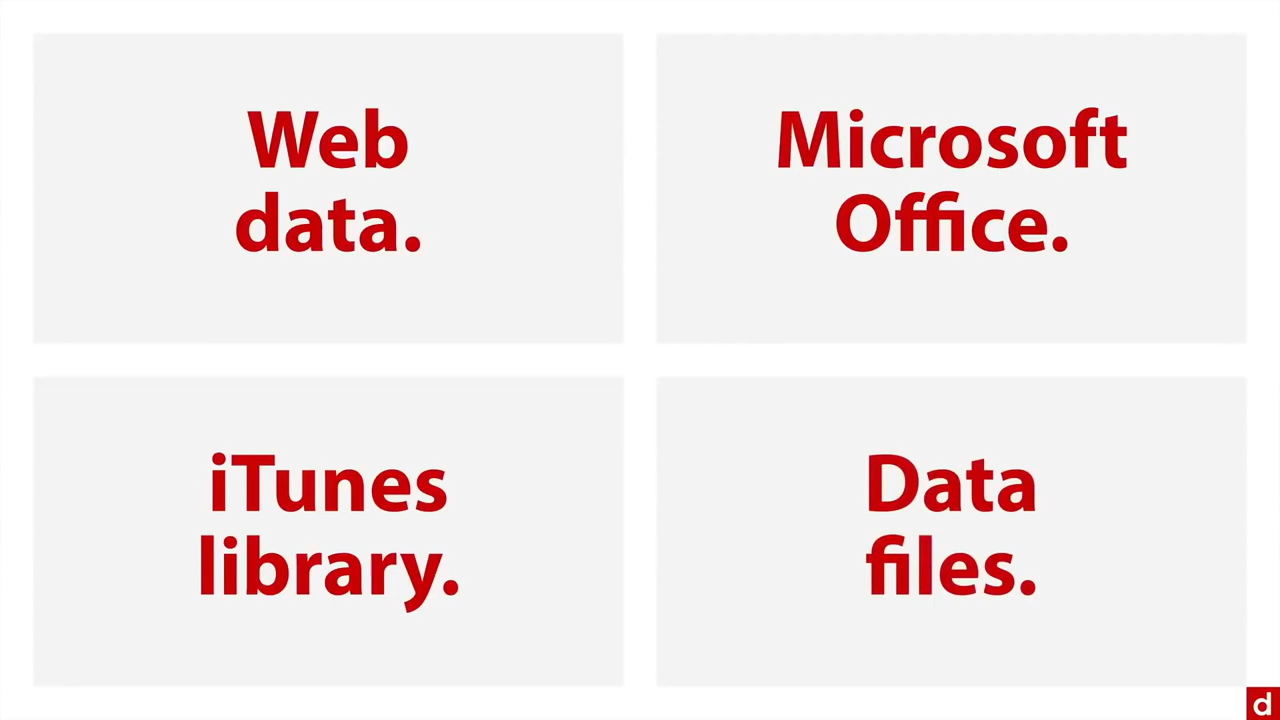 Web
data.
Microsoft
Office.
iTunes
library.
Data
files.
d